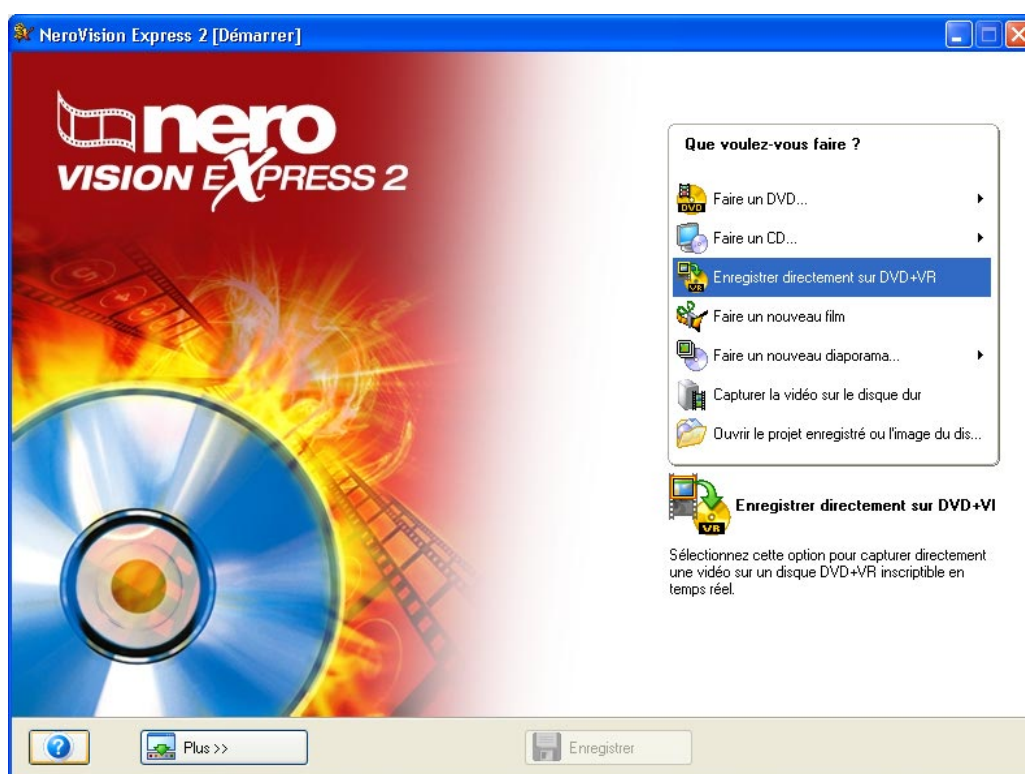 NeroVision Express 2 [Démarrer]
nero
VISION EXPRESS 2
Que voulez-vous faire ?
Faire un DVD...
Faire un CD...
Enregistrer directement sur DVD+VR
Faire un nouveau film
Faire un nouveau diaporama...
Capturer la vidéo sur le disque dur
Ouvrir le projet enregistré ou l'image du dis...
Enregistrer directement sur DVD+VI
Sélectionnez cette option pour capturer directement
une vidéo sur un disque DVD+VR inscriptible en
temps réel.
Plus >>
Enregistrer